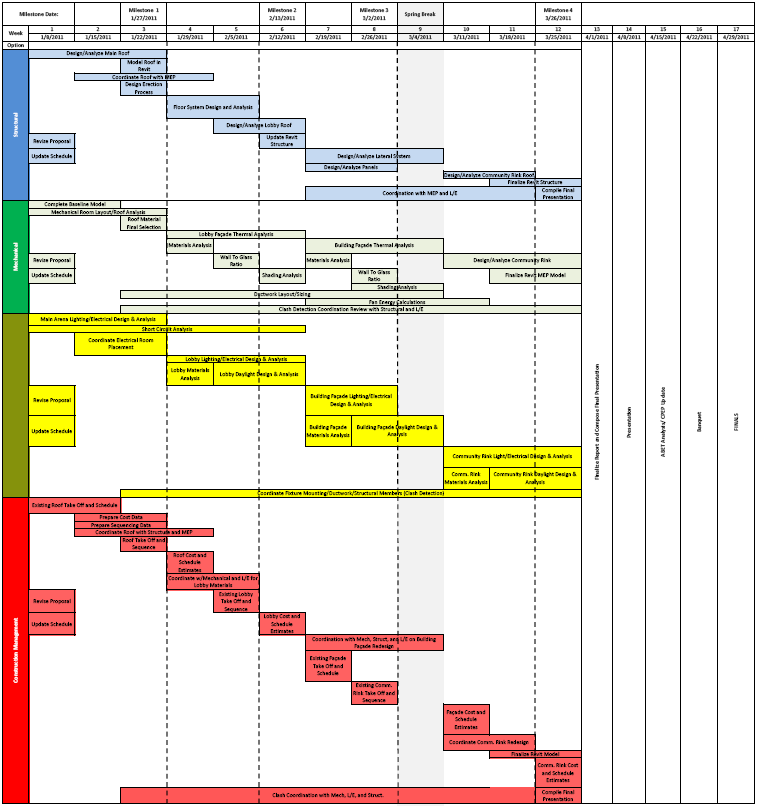 Milestone Date:
Milestone 1
1/27/2011
Milestone 2
2/13/2011
Milestone 3
3/2/2011
Spring Break
Milestone 4
3/26/2011
Week
1
2
3
4
5
6
7
8
9
10
11
12
13
14
15
16
17
1/8/2011
1/15/2011
1/22/2011
1/29/2011
2/5/2011
2/12/2011
2/19/2011
2/26/2011
3/4/2011
3/11/2011
3/18/2011
3/25/2011
4/1/2011
4/8/2011
4/15/2011
4/22/2011
4/29/2011
Option
Structural
Design/Analyze Main Roof
Model Roof in
Revit
Coordinate Roof with MEP
Design Erection
Process
Floor System Design and Analysis
Design/Analyze Lobby Roof
Revise Proposal
Update Revit
Structure
Update Schedule
Design/Analyze Lateral System
Design/Analyze Panels
Design/Analyze Community Rink Roof
Finalize Revit Structure
Coordination with MEP and L/E
Compile Final
Presentation
Mechanical
Complete Baseline Model
Mechanical Room Layout/Roof Analysis
Roof Material
Final Selection
Lobby Façade Thermal Analysis
Materials Analysis
Building Façade Thermal Analysis
Revise Proposal
Wall To Glass
Ratio
Materials Analysis
Design/Analyze Community Rink
Update Schedule
Shading Analysis
Wall To Glass
Ratio
Finalize Revit MEP Model
Shading Analysis
Ductwork Layout/Sizing
Fan Energy Calculations
Clash Detection Coordination Review with Structural and L/E
Main Arena Lighting/Electrical Design & Analysis
Short Circuit Analysis
Coordinate Electrical Room
Placement
Lobby Lighting/Electrical Design & Analysis
Lobby Materials
Analysis
Lobby Daylight Design & Analysis
Revise Proposal
Building Façade Lighting/Electrical
Design & Analysis
Update Schedule
Building Façade
Materials Analysis
Building Façade Daylight Design &
Analysis
Community Rink Light/Electrical Design & Analysis
Comm. Rink
Materials Analysis
Community Rink Daylight Design &
Analysis
Coordinate Fixture Mounting/Ductwork/Structural Members (Clash Detection)
Construction Management
Existing Roof Take Off and Schedule
Prepare Cost Data
Prepare Sequencing Data
Coordinate Roof with Structure and MEP
Roof Take Off and
Sequence
Roof Cost and
Schedule
Estimates
Coordinate w/Mechanical and L/E for
Lobby Materials
Revise Proposal
Existing Lobby
Take Off and
Sequence
Update Schedule
Lobby Cost and
Schedule
Estimates
Coordination with Mech, Struct, and L/E on Building
Façade Redesign
Existing Façade
Take Off and
Schedule
Existing Comm.
Rink Take Off and
Sequence
Façade Cost and
Schedule
Estimates
Coordinate Comm. Rink Redesign
Finalize Revit Model
Comm. Rink Cost
and Schedule
Estimates
Clash Coordination with Mech, L/E, and Struct.
Compile Final
Presentation
Finalize Report and Compose Final Presentation
Presentation
ABET Analysis/ CPEP Update
Banquet
FINALS